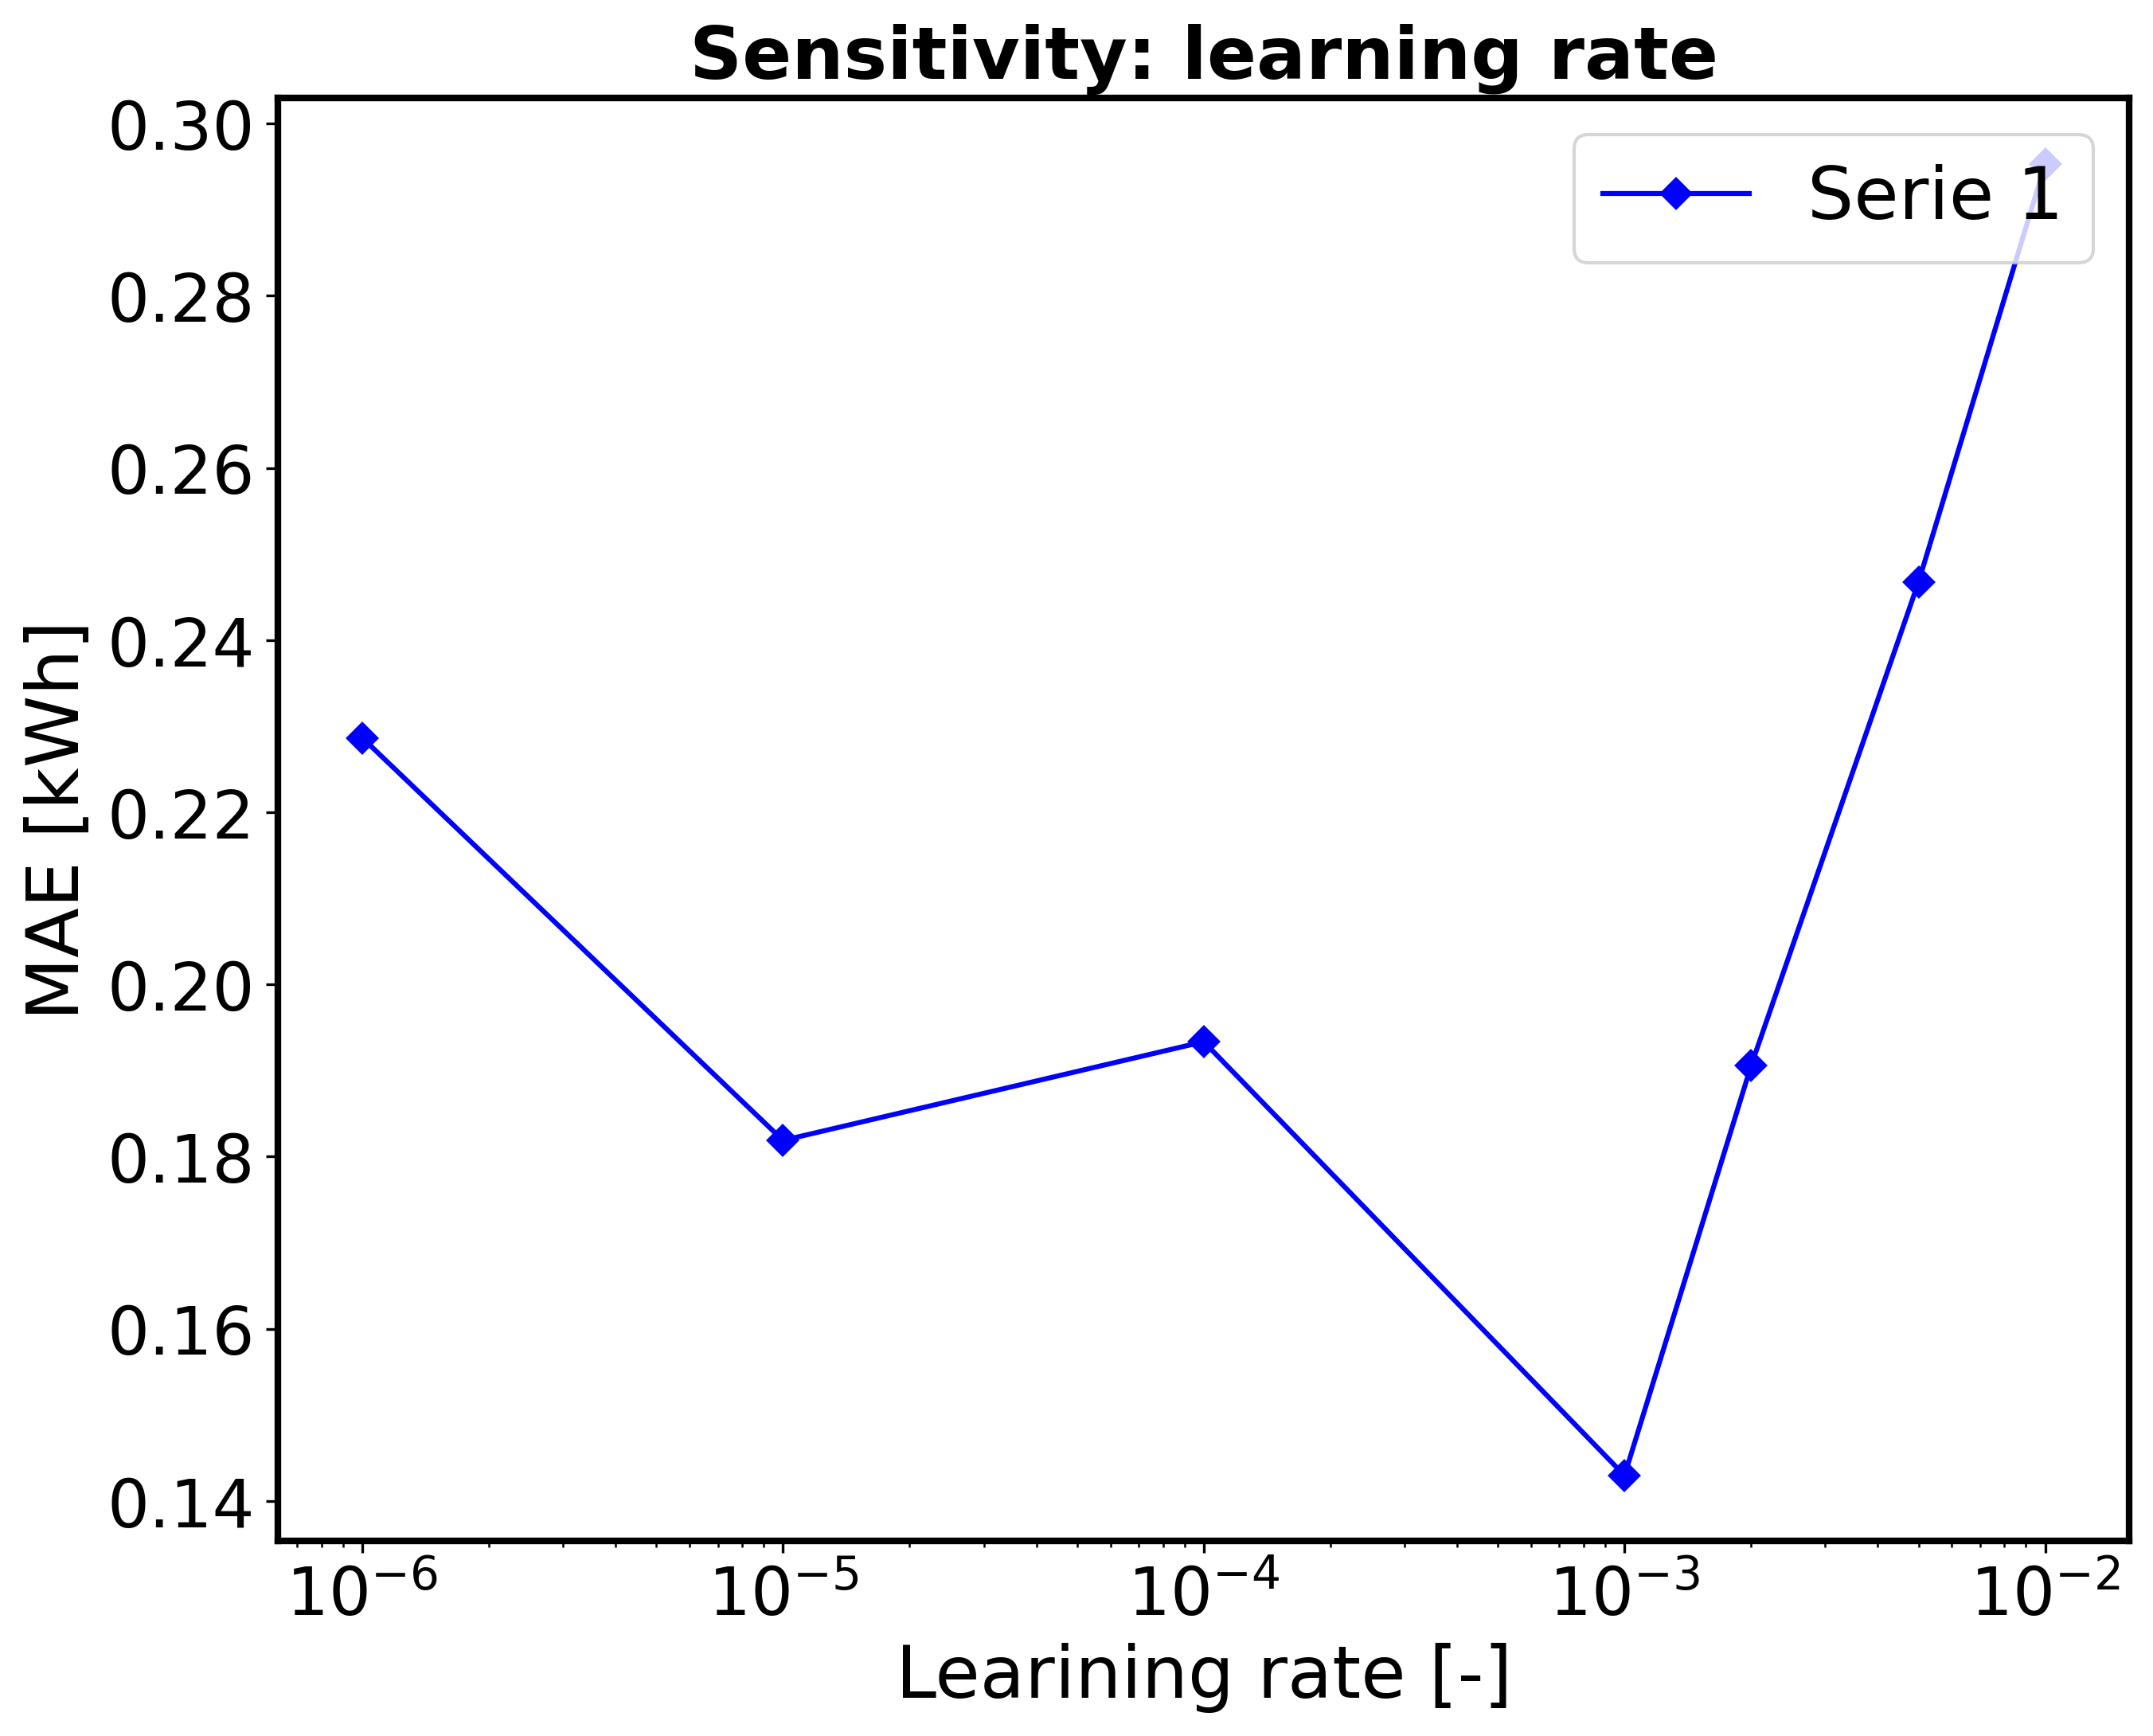 Sensitivity: learning rate
Serie 1
MAE [kWh]
0.30
0.28
0.26
0.24
0.22
0.20
0.18
0.16
0.14
10⁻⁶ 10⁻⁵ 10⁻⁴ 10⁻³ 10⁻²
Learining rate [-]